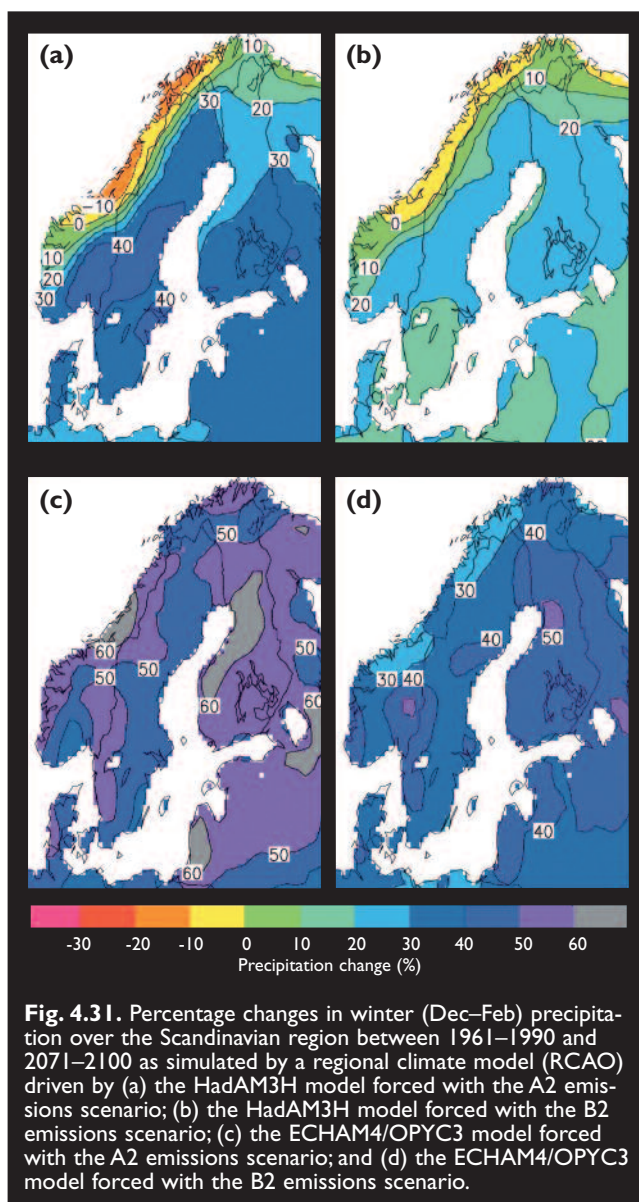 (a)
10
30
20
30
-10
0
40
10
20
40
30
(b)
10
20
0
10
20
(c)
50
60
50
50
50
60
60
50
60
(d)
40
30
50
40
30
40
40
-30 -20 -10 0 10 20 30 40 50 60
Precipitation change (%)
Fig. 4.31. Percentage changes in winter (Dec–Feb) precipita-
tion over the Scandinavian region between 1961–1990 and
2071–2100 as simulated by a regional climate model (RCAO)
driven by (a) the HadAM3H model forced with the A2 emis-
sions scenario; (b) the HadAM3H model forced with the B2
emissions scenario; (c) the ECHAM4/OPYC3 model forced
with the A2 emissions scenario; and (d) the ECHAM4/OPYC3
model forced with the B2 emissions scenario.